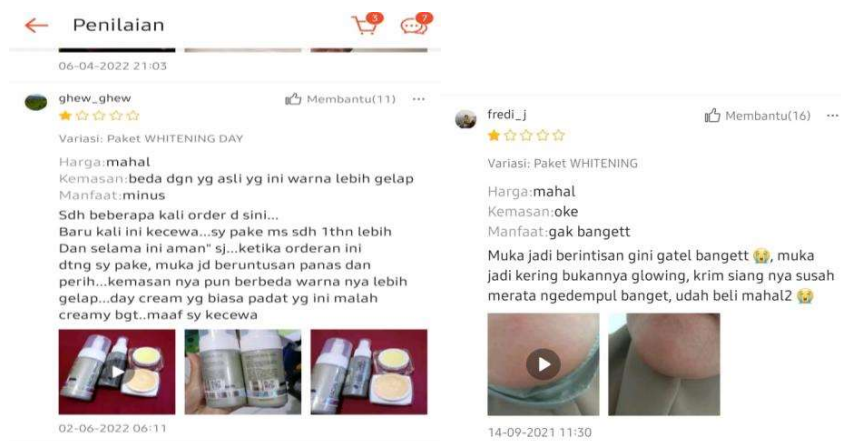 Penilaian
3
7
06-04-2022 21:03
ghew_ghew
Membantu(11)
Variasi: Paket WHITENING DAY
Harga:mahal
Kemasan:beda dgn yg asli yg ini warna lebih gelap
Manfaat:minus
Sdh beberapa kali order d sini...
Baru kali ini kecewa...sy pake ms sdh 1thn lebih
Dan selama ini aman" sj...ketika orderan ini
dtng sy pake, muka jd beruntusan panas dan
perih...kemasan nya pun berbeda warna nya lebih
gelap...day cream yg biasa padat yg ini malah
creamy bgt..maaf sy kecewa
02-06-2022 06:11
fredi_j
Membantu(16)
Variasi: Paket WHITENING
Harga:mahal
Kemasan:oke
Manfaat:gak bangett
Muka jadi berintisan gini gatel bangett 😭, muka
jadi kering bukannya glowing, krim siang nya susah
merata ngedempul banget, udah beli mahal2 😭
14-09-2021 11:30